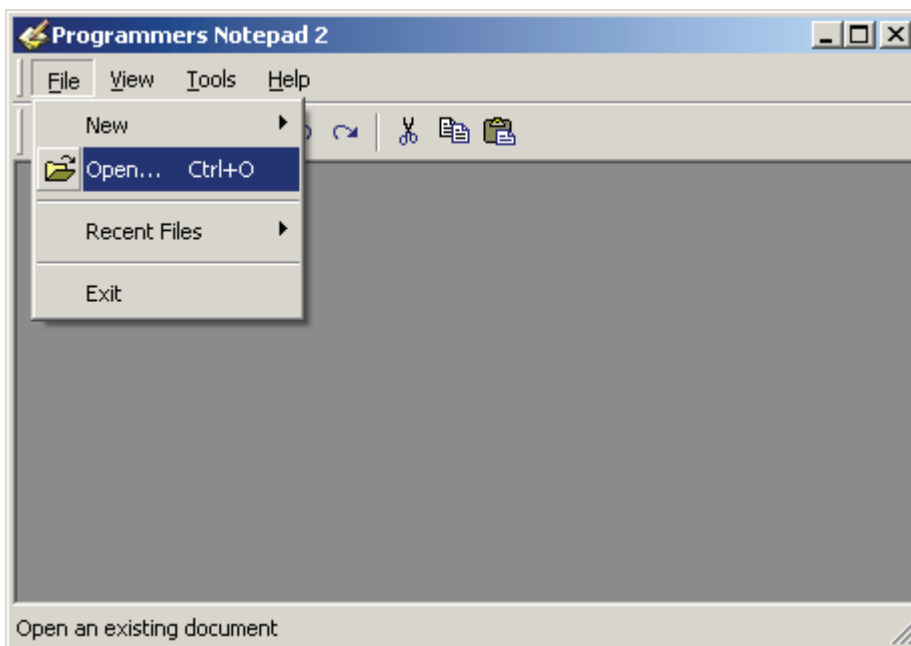 Programmers Notepad 2
File View Tools Help
New
Open... Ctrl+O
Recent Files
Exit
Open an existing document